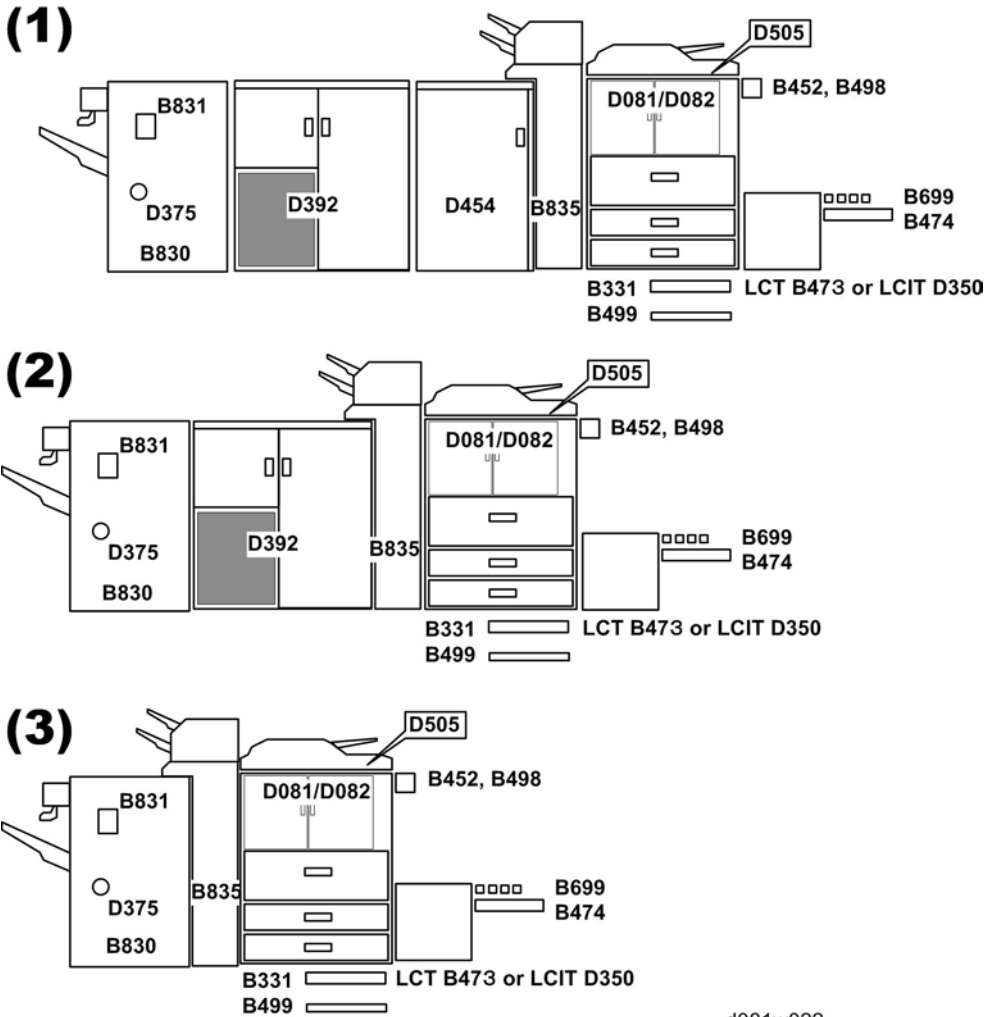 (1)
D505
B831
D081/D082
B452, B498
D375
D392
D454
B835
B699
B474
B830
B331
LCT B473 or LCIT D350
B499
(2)
D505
B831
D081/D082
B452, B498
D375
D392
B835
B699
B474
B830
B331
LCT B473 or LCIT D350
B499
(3)
D505
B831
D081/D082
B452, B498
D375
B835
B699
B474
B830
B331
LCT B473 or LCIT D350
B499